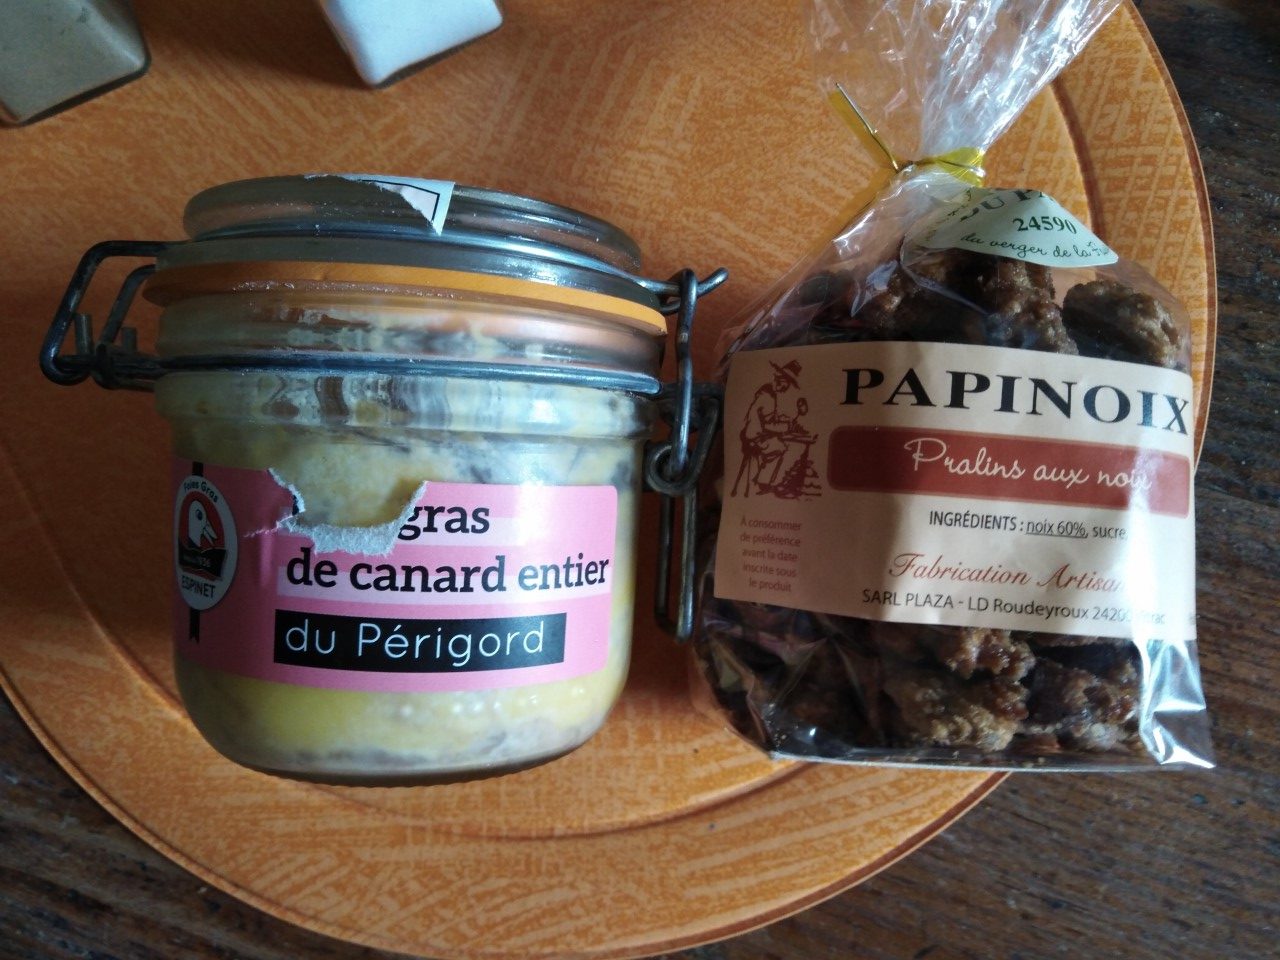 Foies Gras
ESPINET
gras
de canard entier
du Périgord
24590
du verger de la
PAPINOIX
Pralins aux noix
INGRÉDIENTS : noix 60%, sucre
À consommer
de préférence
avant la date
inscrite sous
le produit
Fabrication Artisan
SARL PLAZA - LD Roudeyroux 2420